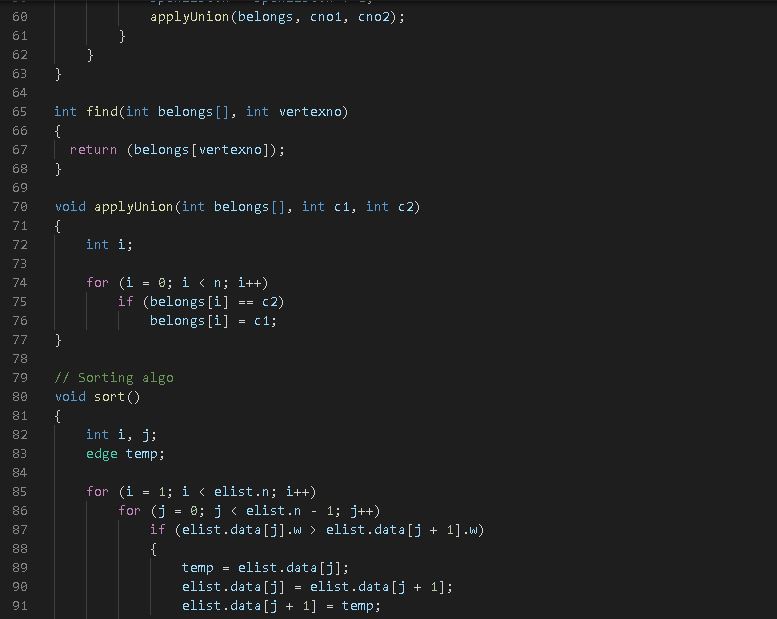 60 applyUnion(belongs, cno1, cno2);
61 }
62 }
63 }
64
65 int find(int belongs[], int vertexno)
66 {
67 return (belongs[vertexno]);
68 }
69
70 void applyUnion(int belongs[], int c1, int c2)
71 {
72 int i;
73
74 for (i = 0; i < n; i++)
75 if (belongs[i] == c2)
76 belongs[i] = c1;
77 }
78
79 // Sorting algo
80 void sort()
81 {
82 int i, j;
83 edge temp;
84
85 for (i = 1; i < elist.n; i++)
86 for (j = 0; j < elist.n - 1; j++)
87 if (elist.data[j].w > elist.data[j + 1].w)
88 {
89 temp = elist.data[j];
90 elist.data[j] = elist.data[j + 1];
91 elist.data[j + 1] = temp;